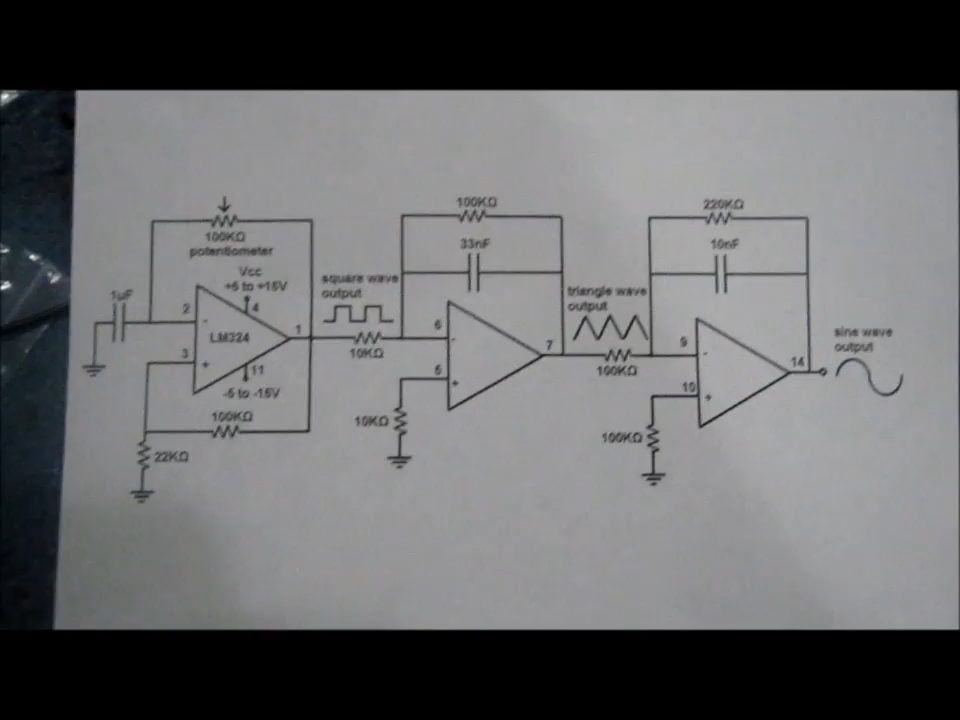 100KΩ
potentiometer
Vcc
+5 to +15V
1µF
2
4
-
LM324
1
3
+
11
-5 to -15V
100KΩ
22KΩ
square wave
output
10KΩ
100KΩ
33nF
6
-
7
5
+
10KΩ
triangle wave
output
100KΩ
220KΩ
10nF
9
-
14
10
+
100KΩ
sine wave
output